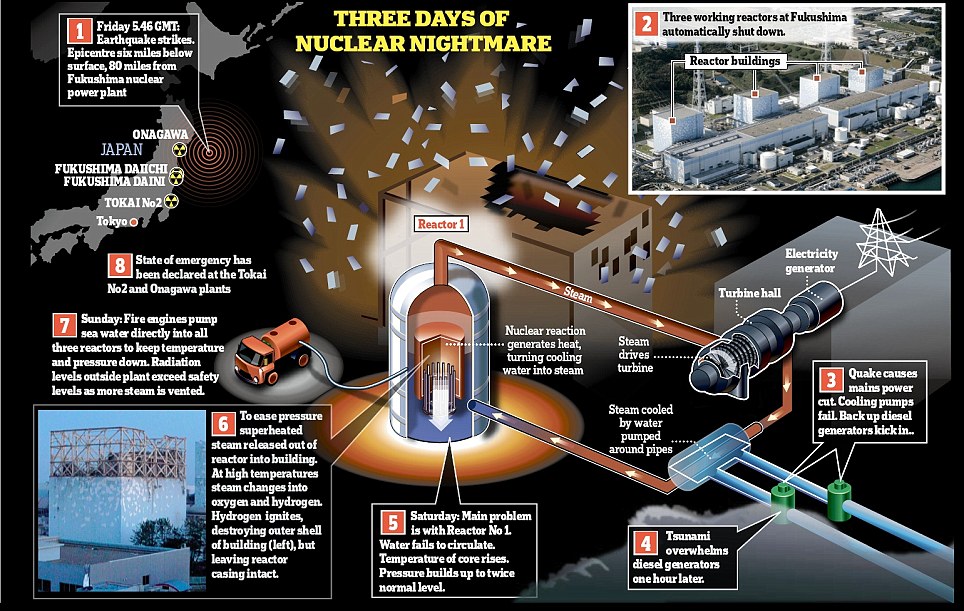 THREE DAYS OF
NUCLEAR NIGHTMARE
1 Friday 5.46 GMT:
Earthquake strikes.
Epicentre six miles below
surface, 80 miles from
Fukushima nuclear
power plant
2 Three working reactors at Fukushima
automatically shut down.
Reactor buildings
ONAGAWA
JAPAN
FUKUSHIMA DAIICHI
FUKUSHIMA DAINI
TOKAI No2
Tokyo
8 State of emergency has
been declared at the Tokai
No2 and Onagawa plants
7 Sunday: Fire engines pump
sea water directly into all
three reactors to keep temperature
and pressure down. Radiation
levels outside plant exceed safety
levels as more steam is vented.
Reactor 1
Steam
Electricity
generator
Turbine hall
Nuclear reaction
generates heat,
turning cooling
water into steam
Steam
drives
turbine
Steam cooled
by water
pumped
around pipes
3 Quake causes
mains power
cut. Cooling pumps
fail. Back up diesel
generators kick in..
6 To ease pressure
superheated
steam released out of
reactor into building.
At high temperatures
steam changes into
oxygen and hydrogen.
Hydrogen ignites,
destroying outer shell
of building (left), but
leaving reactor
casing intact.
5 Saturday: Main problem
is with Reactor No 1.
Water fails to circulate.
Temperature of core rises.
Pressure builds up to twice
normal level.
4 Tsunami
overwhelms
diesel generators
one hour later.